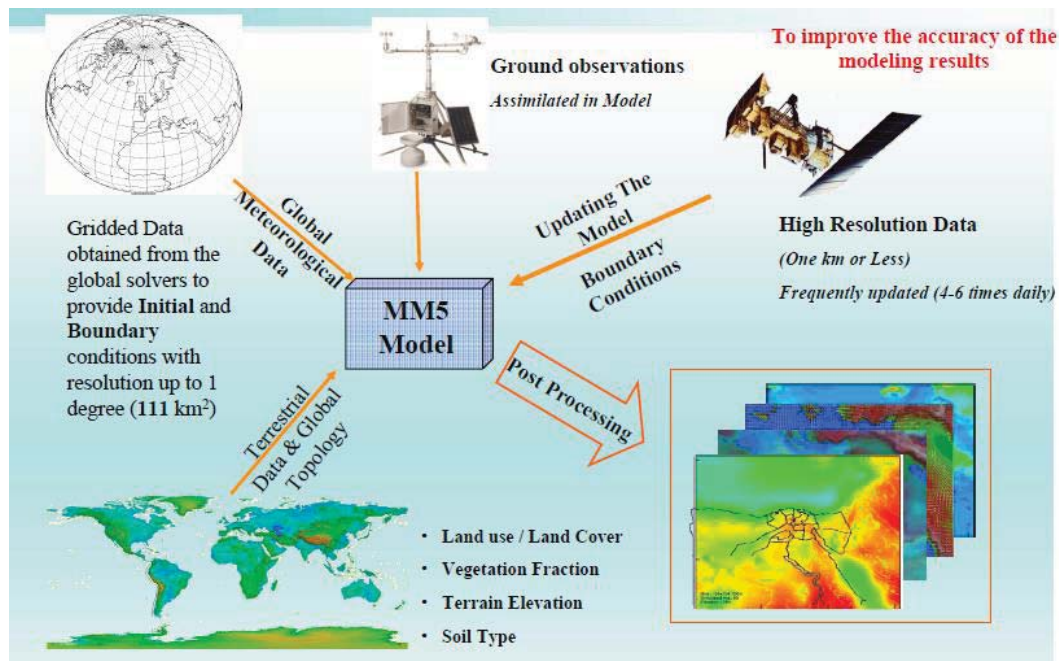 To improve the accuracy of the
modeling results
Ground observations
Assimilated in Model
Global
Meteorological
Data
Updating The
Model
Boundary
Conditions
High Resolution Data
(One km or Less)
Frequently updated (4-6 times daily)
Gridded Data
obtained from the
global solvers to
provide Initial and
Boundary
conditions with
resolution up to 1
degree (111 km²)
MM5
Model
Post Processing
Terrestrial
Data & Global
Topology
• Land use / Land Cover
• Vegetation Fraction
• Terrain Elevation
• Soil Type